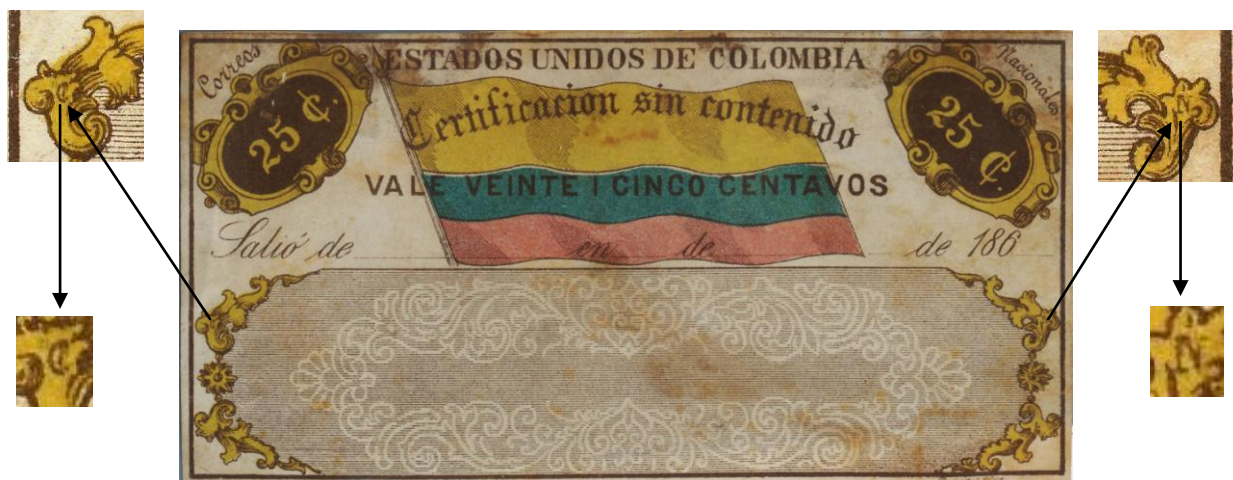 Correos
ESTADOS UNIDOS DE COLOMBIA
Nacionales
25 ₵.
Certificacion sin contenido
25 ₵.
VALE VEINTE I CINCO CENTAVOS
Salió de en de de 186
C
N